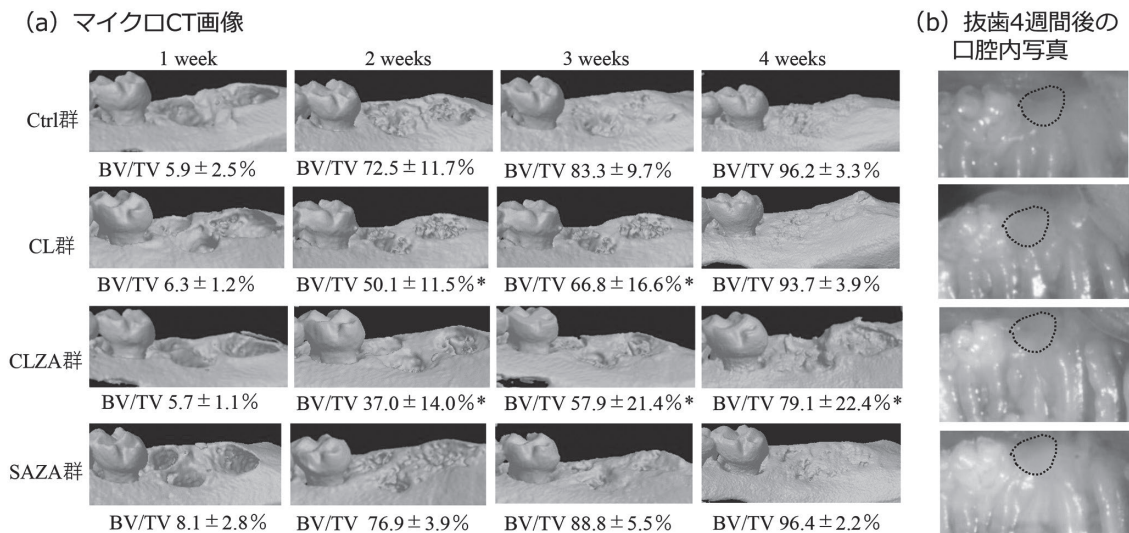 (a) マイクロCT画像
(b) 抜歯4週間後の
口腔内写真
1 week 2 weeks 3 weeks 4 weeks
Ctrl群
BV/TV 5.9±2.5% BV/TV 72.5±11.7% BV/TV 83.3±9.7% BV/TV 96.2±3.3%
CL群
BV/TV 6.3±1.2% BV/TV 50.1±11.5%* BV/TV 66.8±16.6%* BV/TV 93.7±3.9%
CLZA群
BV/TV 5.7±1.1% BV/TV 37.0±14.0%* BV/TV 57.9±21.4%* BV/TV 79.1±22.4%*
SAZA群
BV/TV 8.1±2.8% BV/TV 76.9±3.9% BV/TV 88.8±5.5% BV/TV 96.4±2.2%